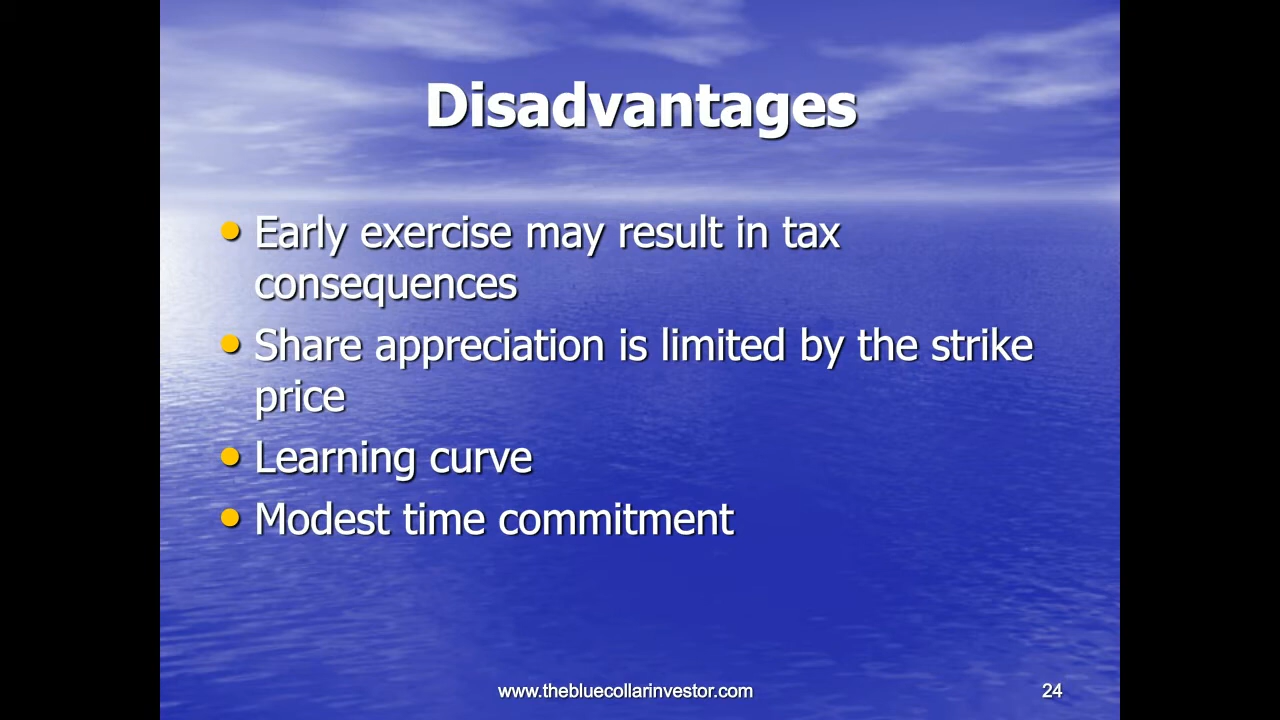 Disadvantages
• Early exercise may result in tax
consequences
• Share appreciation is limited by the strike
price
• Learning curve
• Modest time commitment
www.thebluecollarinvestor.com
24